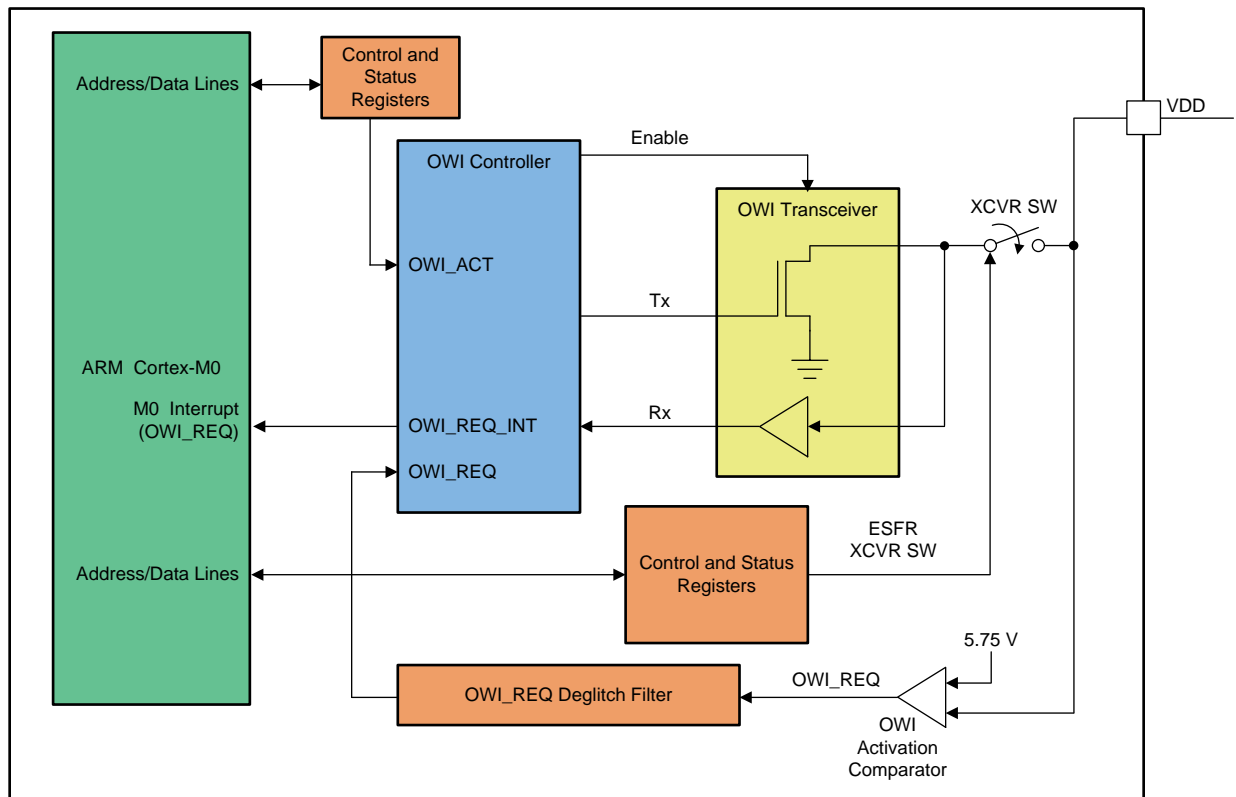 Address/Data Lines
Control and
Status
Registers
VDD
Enable
OWI Controller
OWI Transceiver
XCVR SW
OWI_ACT
Tx
ARM Cortex-M0
M0 Interrupt
(OWI_REQ)
OWI_REQ_INT
Rx
OWI_REQ
Address/Data Lines
Control and Status
Registers
ESFR
XCVR SW
5.75 V
OWI_REQ Deglitch Filter
OWI_REQ
OWI
Activation
Comparator